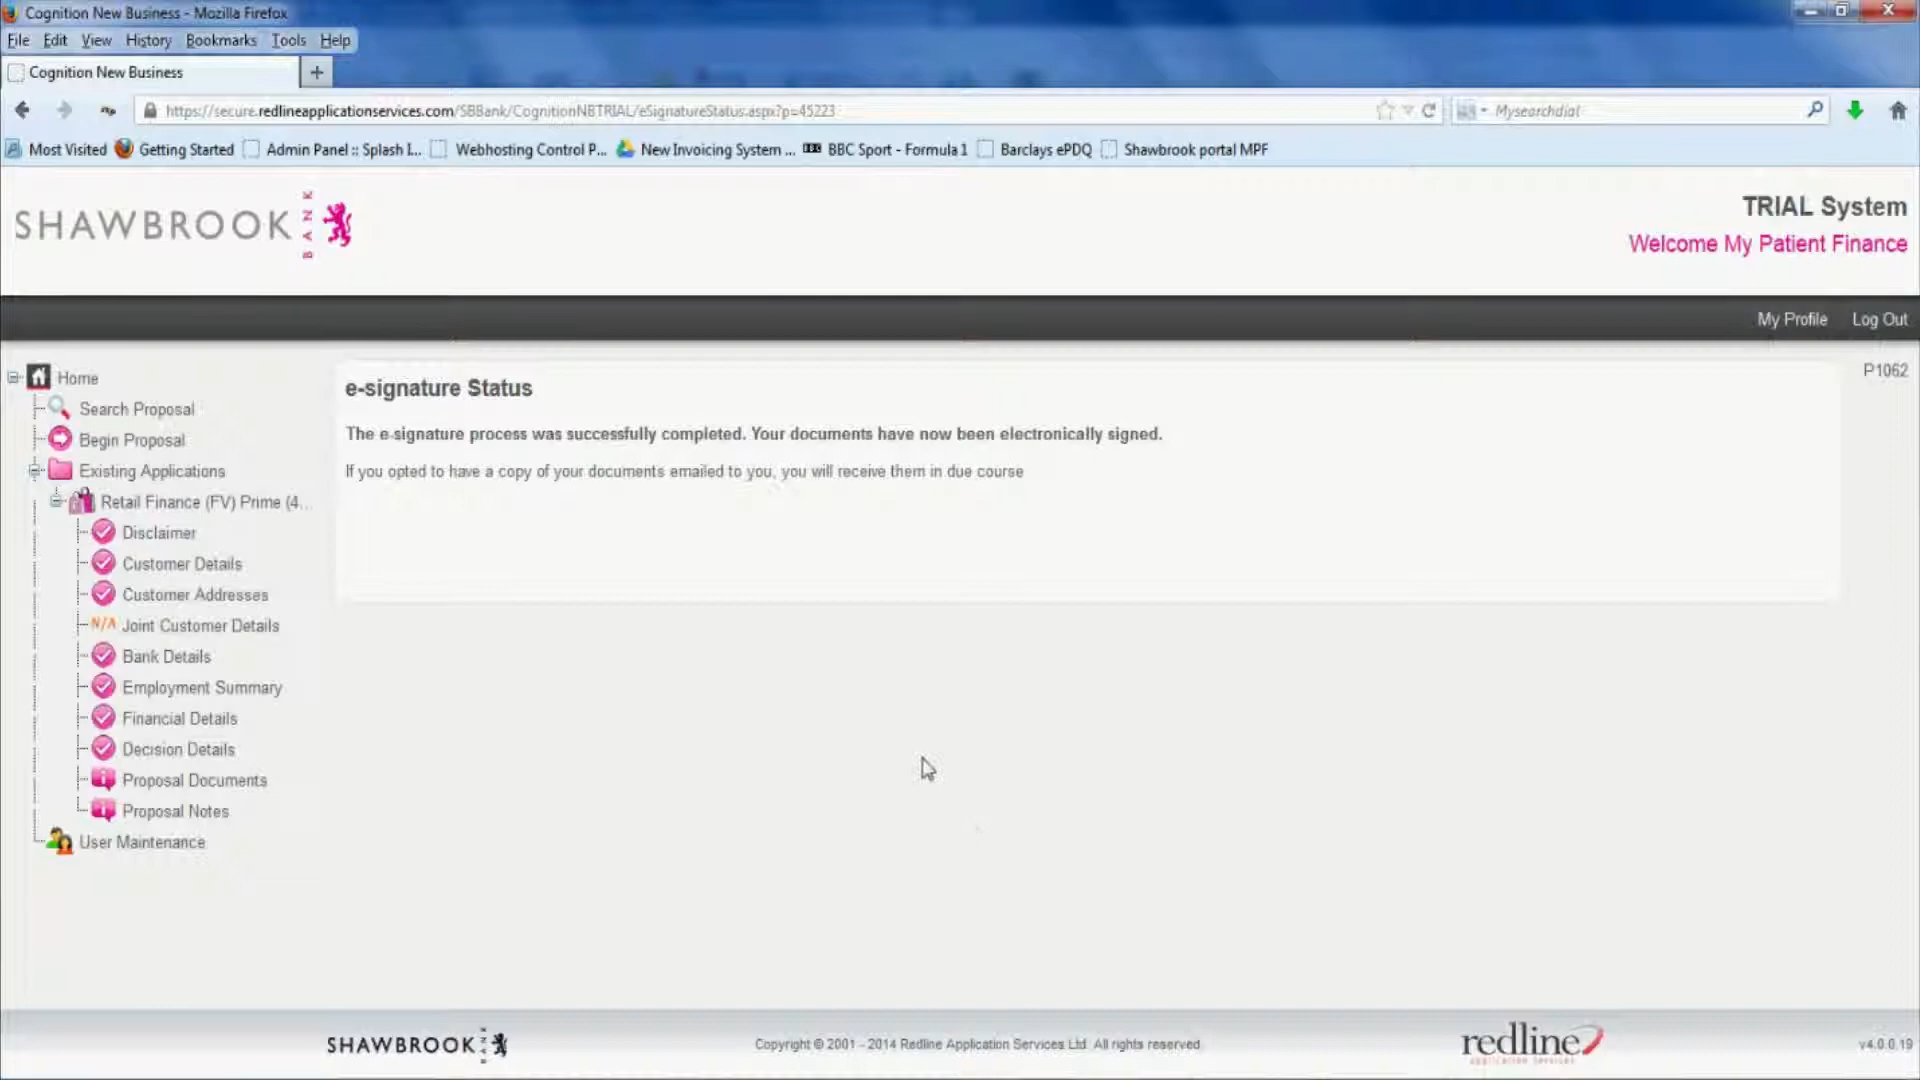 Cognition New Business - Mozilla Firefox
File Edit View History Bookmarks Tools Help
Cognition New Business
https://secure.redlineapplicationservices.com/SBBank/CognitionNBTRIAL/eSignatureStatus.aspx?p=45223
Mysearchdial
Most Visited Getting Started Admin Panel :: Splash I... Webhosting Control P... New Invoicing System ... BBC Sport - Formula 1 Barclays ePDQ Shawbrook portal MPF
SHAWBROOK BANK
TRIAL System
Welcome My Patient Finance
My Profile Log Out
P1062
Home
Search Proposal
Begin Proposal
Existing Applications
Retail Finance (FV) Prime (4...
Disclaimer
Customer Details
Customer Addresses
N/A Joint Customer Details
Bank Details
Employment Summary
Financial Details
Decision Details
Proposal Documents
Proposal Notes
User Maintenance
e-signature Status
The e-signature process was successfully completed. Your documents have now been electronically signed.
If you opted to have a copy of your documents emailed to you, you will receive them in due course
SHAWBROOK BANK
Copyright © 2001 - 2014 Redline Application Services Ltd. All rights reserved
redline
application services
v4.0.0.19